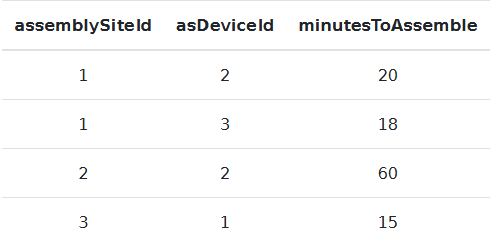 assemblySiteId asDeviceId minutesToAssemble
1 2 20
1 3 18
2 2 60
3 1 15